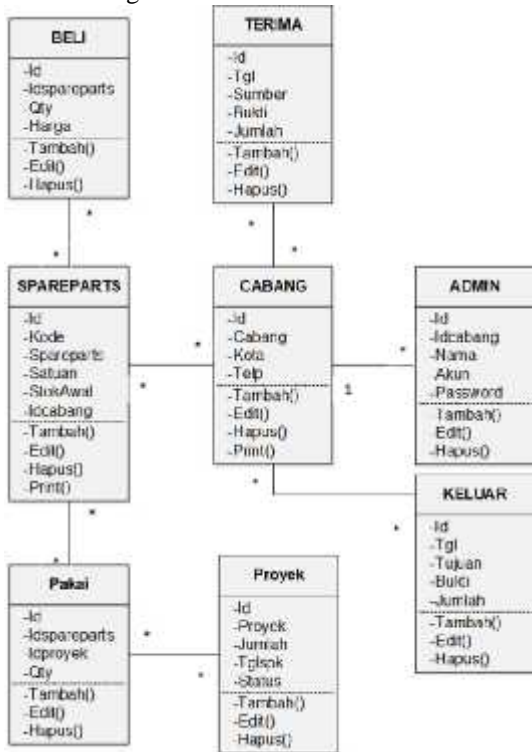 BELI
-Id
-Idspareparts
Qty
-Harga
-Tambah()
-Edit()
-Hapus()
TERIMA
-Id
-Tgl
-Sumber
-Bukti
-Jumlah
-Tambah()
-Edit()
-Hapus()
*
*
*
*
SPAREPARTS
-Id
-Kode
-Spareparts
-Satuan
-StokAwal
-Idcabang
-Tambah()
-Edit()
-Hapus()
-Print()
*
*
CABANG
-Id
-Cabang
-Kota
-Telp
-Tambah()
-Edit()
-Hapus()
-Print()
*
1
ADMIN
-Id
-Idcabang
-Nama
Akun
-Password
Tambah()
Edit()
-Hapus()
*
*
KELUAR
-Id
-Tgl
-Tujuan
-Bukti
-Jumlah
-Tambah()
-Edit()
-Hapus()
*
*
Pakai
-Id
-Idspareparts
Idproyek
-Qty
-Tambah()
-Edit()
-Hapus()
*
*
Proyek
-Id
-Proyek
-Jumlah
-Tglspk
-Status
-Tambah()
-Edit()
-Hapus()